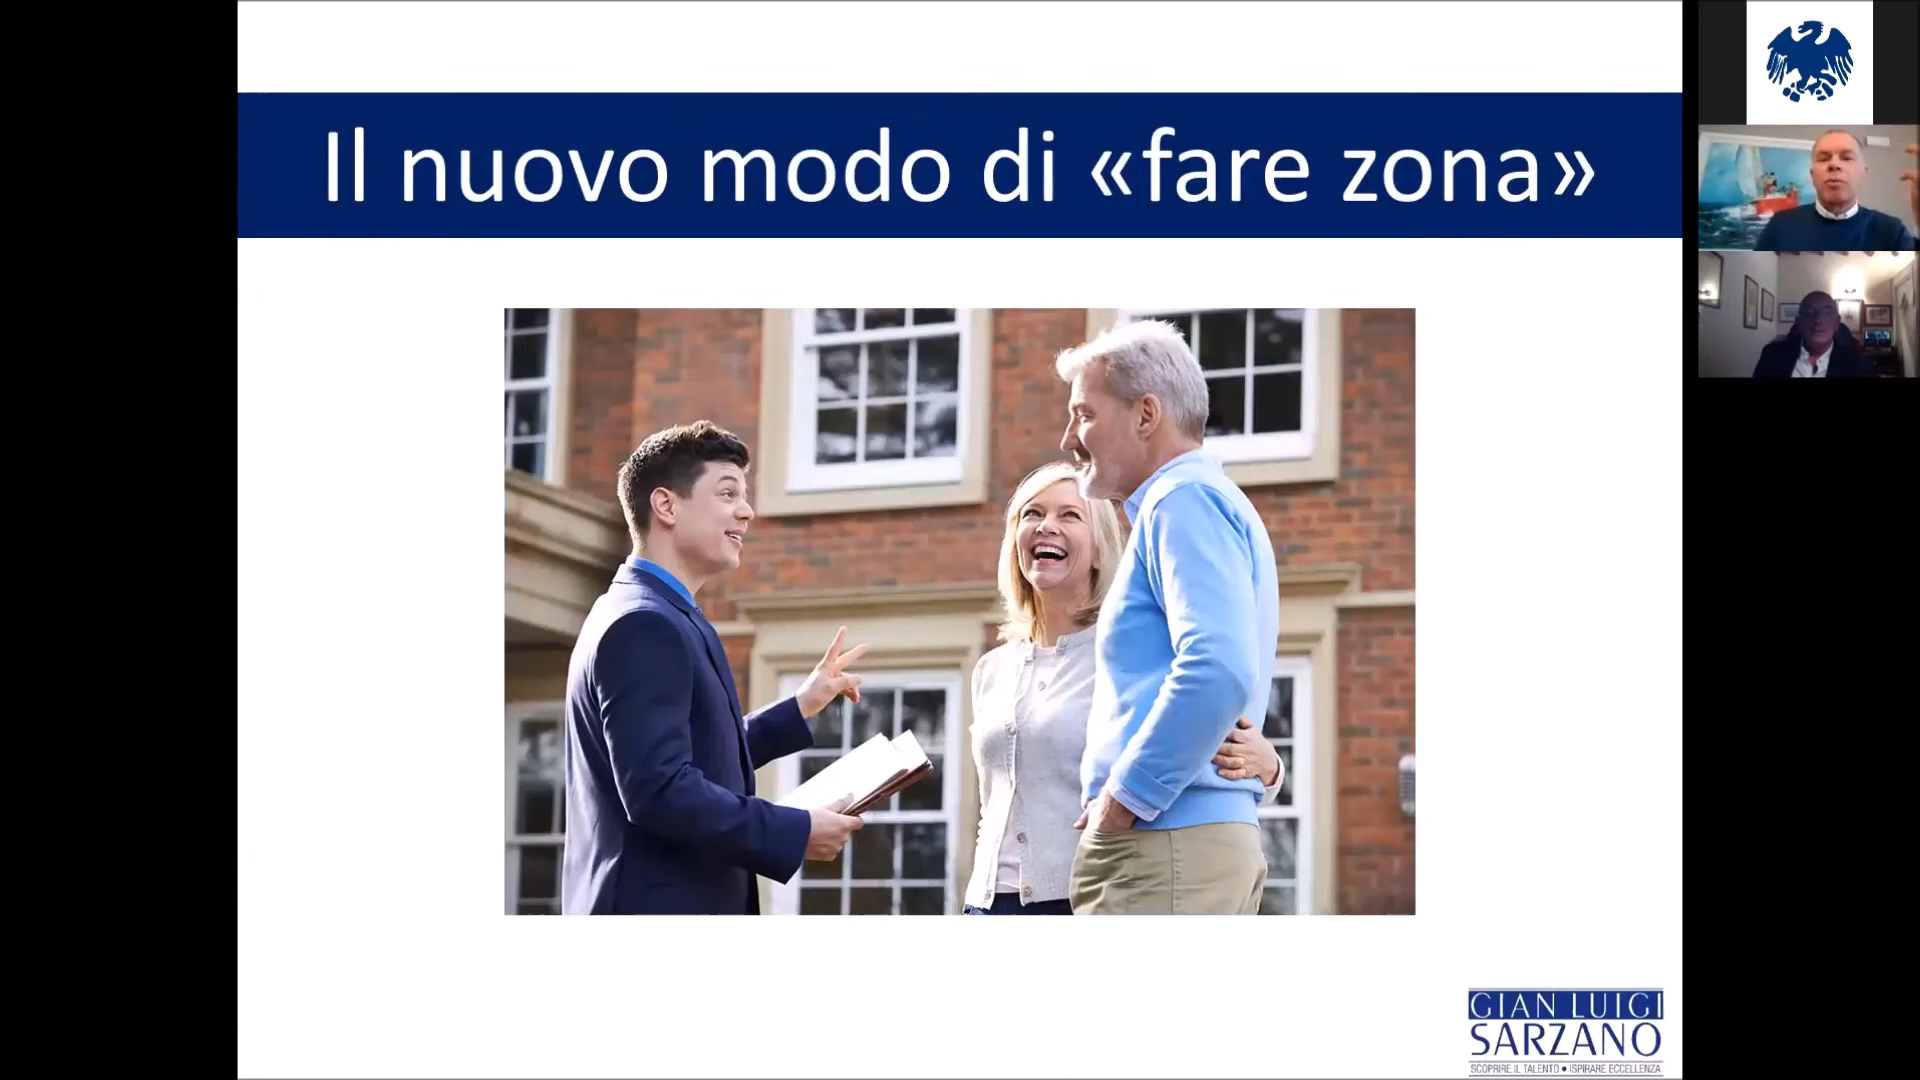 Il nuovo modo di «fare zona»
GIAN LUIGI
SARZANO
SCOPRIRE IL TALENTO • ISPIRARE ECCELLENZA